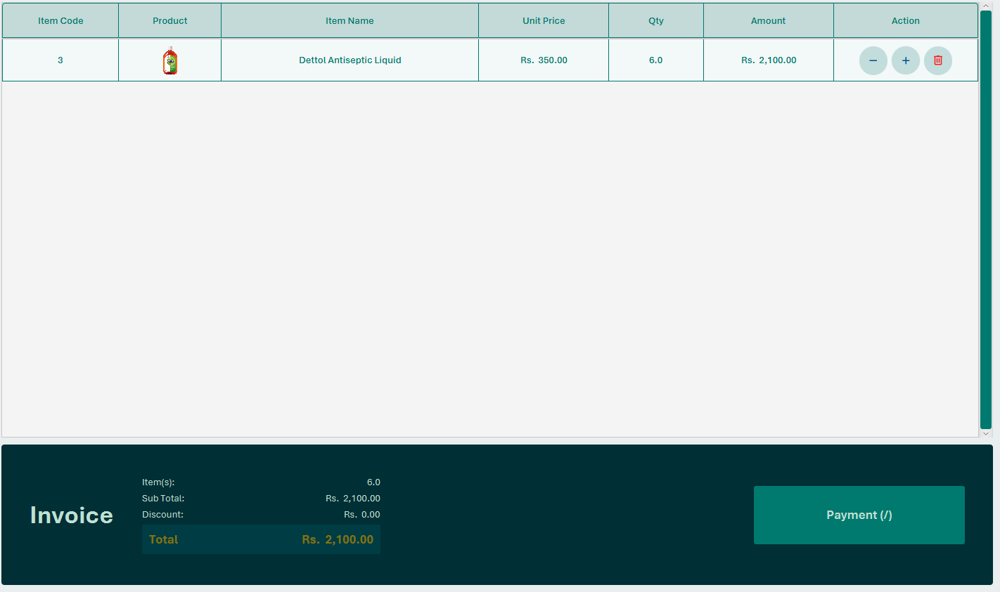 Item Code Product Item Name Unit Price Qty Amount Action
3 Dettol Antiseptic Liquid Rs. 350.00 6.0 Rs. 2,100.00
Invoice
Item(s): 6.0
Sub Total: Rs. 2,100.00
Discount: Rs. 0.00
Total Rs. 2,100.00
Payment (/)